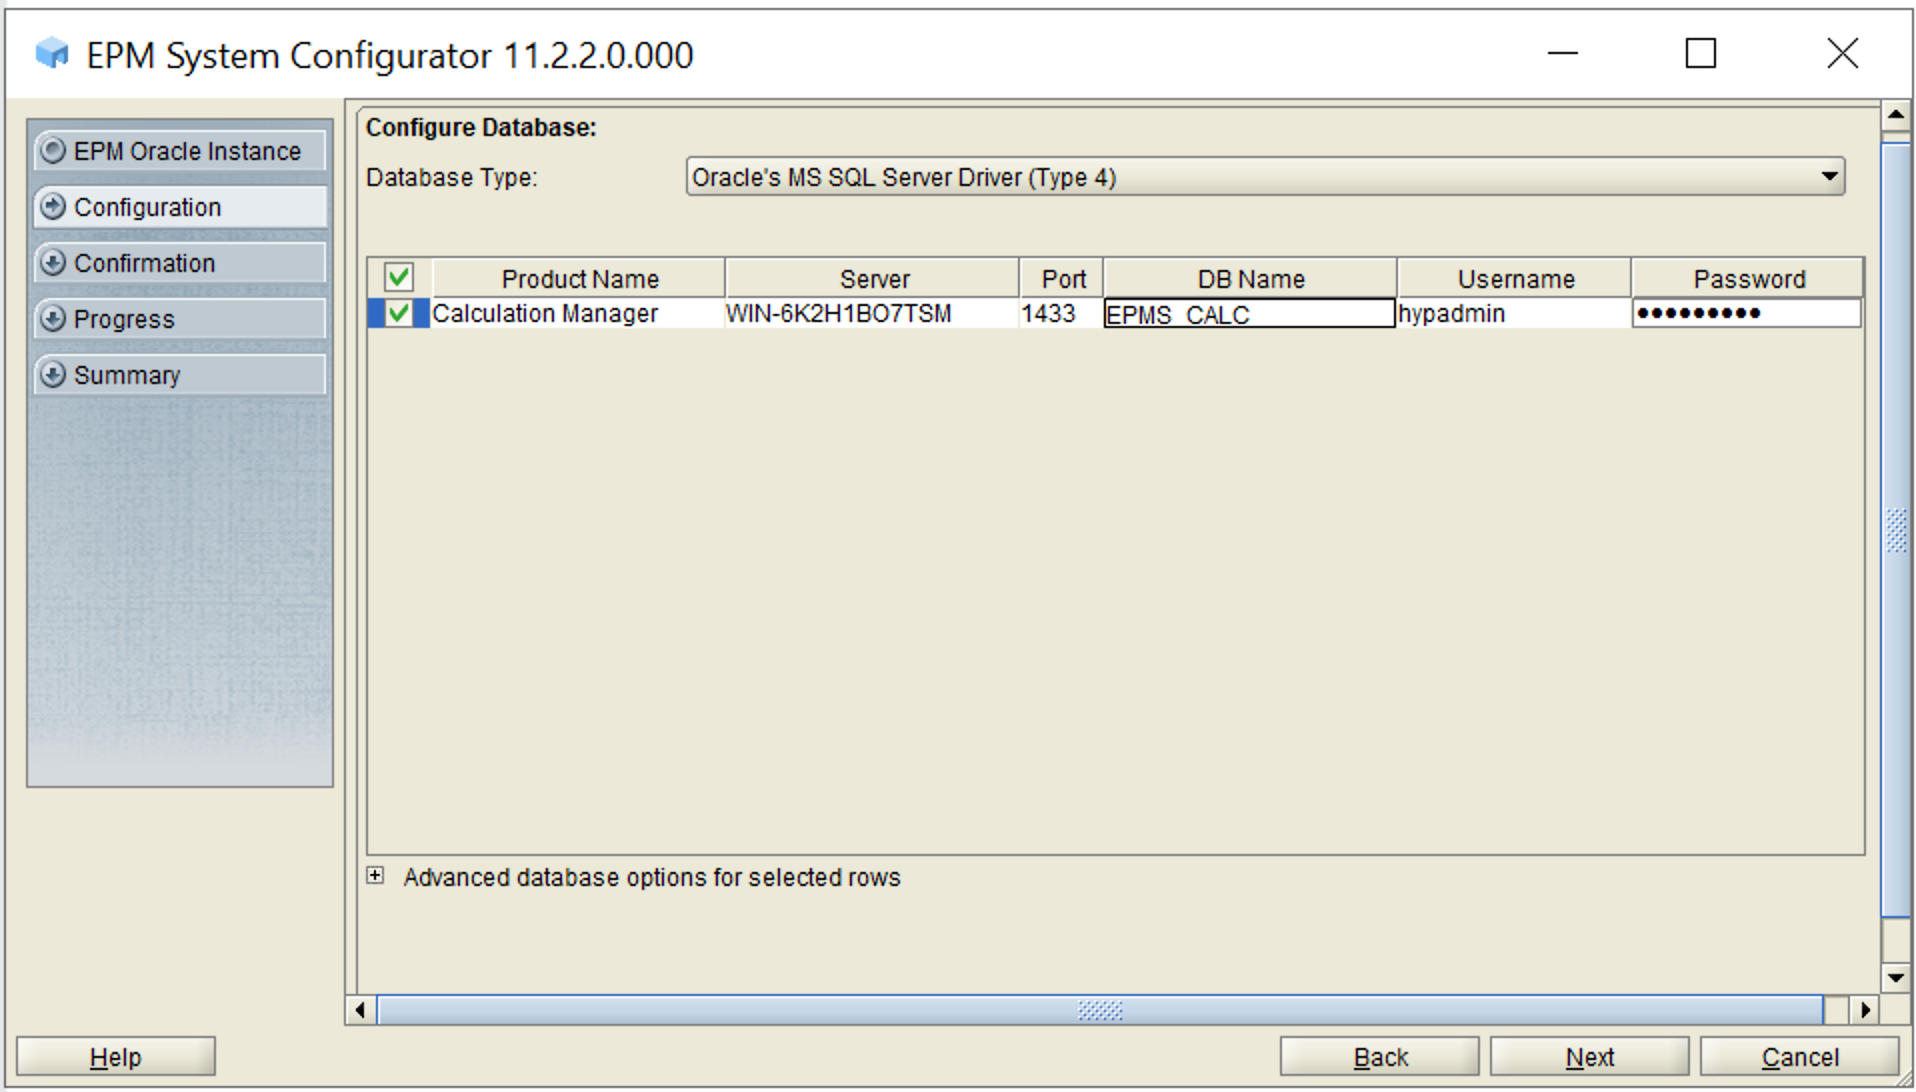 EPM System Configurator 11.2.2.0.000
EPM Oracle Instance
Configuration
Confirmation
Progress
Summary
Configure Database:
Database Type: Oracle's MS SQL Server Driver (Type 4)
Product Name Server Port DB Name Username Password
Calculation Manager WIN-6K2H1BO7TSM 1433 EPMS_CALC hypadmin •••••••••
Advanced database options for selected rows
Help Back Next Cancel